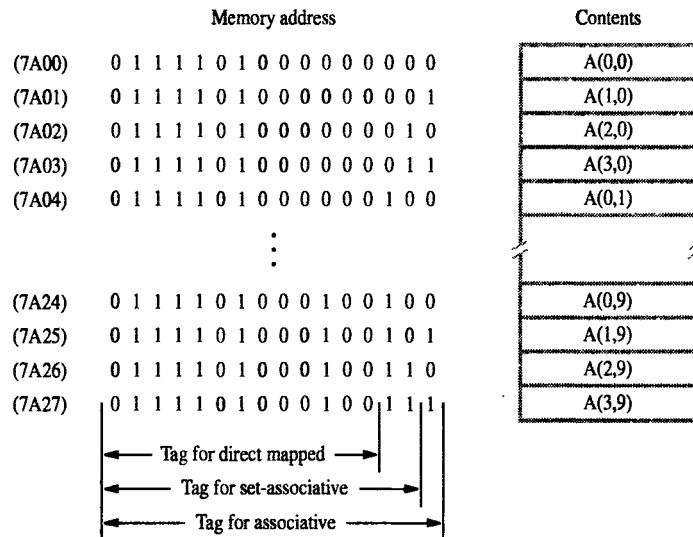 Memory address Contents
(7A00) 0 1 1 1 1 0 1 0 0 0 0 0 0 0 0 0 A(0,0)
(7A01) 0 1 1 1 1 0 1 0 0 0 0 0 0 0 0 1 A(1,0)
(7A02) 0 1 1 1 1 0 1 0 0 0 0 0 0 0 1 0 A(2,0)
(7A03) 0 1 1 1 1 0 1 0 0 0 0 0 0 0 1 1 A(3,0)
(7A04) 0 1 1 1 1 0 1 0 0 0 0 0 0 1 0 0 A(0,1)
(7A24) 0 1 1 1 1 0 1 0 0 0 1 0 0 1 0 0 A(0,9)
(7A25) 0 1 1 1 1 0 1 0 0 0 1 0 0 1 0 1 A(1,9)
(7A26) 0 1 1 1 1 0 1 0 0 0 1 0 0 1 1 0 A(2,9)
(7A27) 0 1 1 1 1 0 1 0 0 0 1 0 0 1 1 1 A(3,9)
Tag for direct mapped
Tag for set-associative
Tag for associative